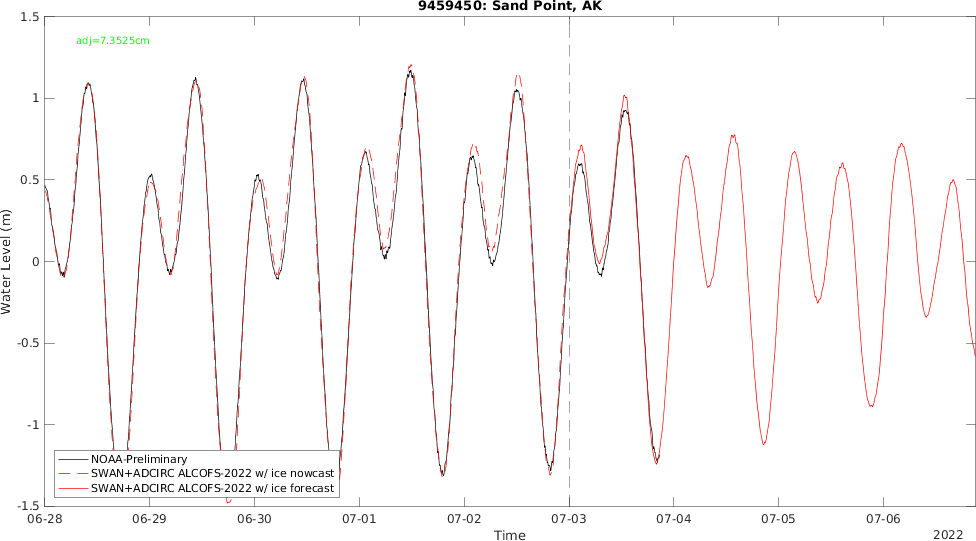 9459450: Sand Point, AK
1.5
adj=7.3525cm
1
0.5
0
-0.5
-1
-1.5
Water Level (m)
NOAA-Preliminary
SWAN+ADCIRC ALCOFS-2022 w/ ice nowcast
SWAN+ADCIRC ALCOFS-2022 w/ ice forecast
06-28 06-29 06-30 07-01 07-02 07-03 07-04 07-05 07-06
Time
2022